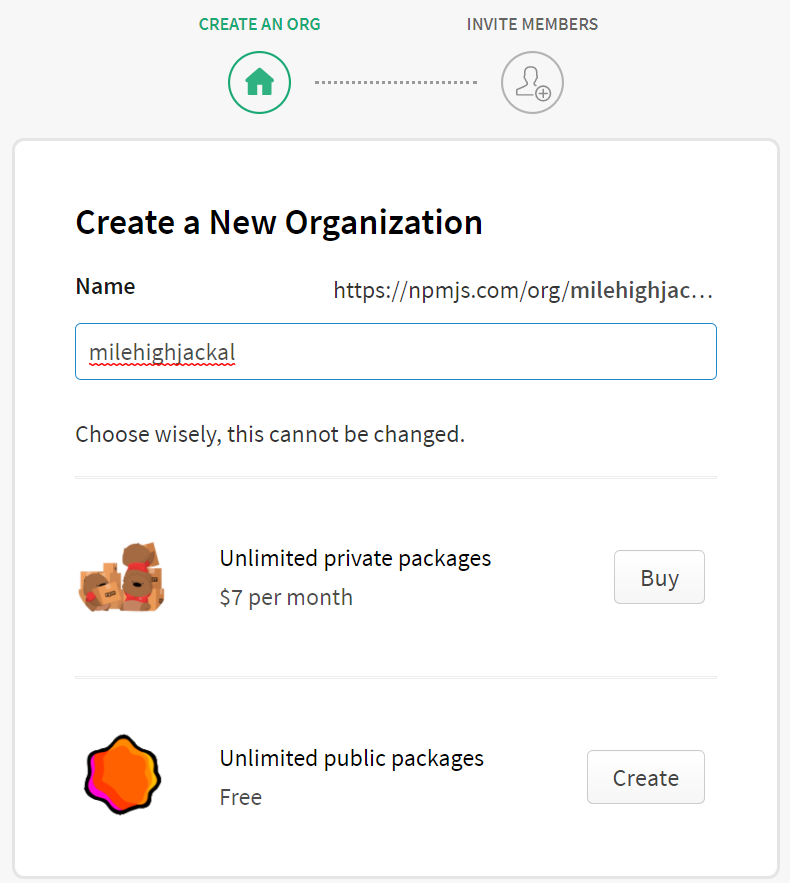 CREATE AN ORG
INVITE MEMBERS
Create a New Organization
Name
https://npmjs.com/org/milehighjac...
milehighjackal
Choose wisely, this cannot be changed.
Unlimited private packages
$7 per month
Buy
Unlimited public packages
Free
Create